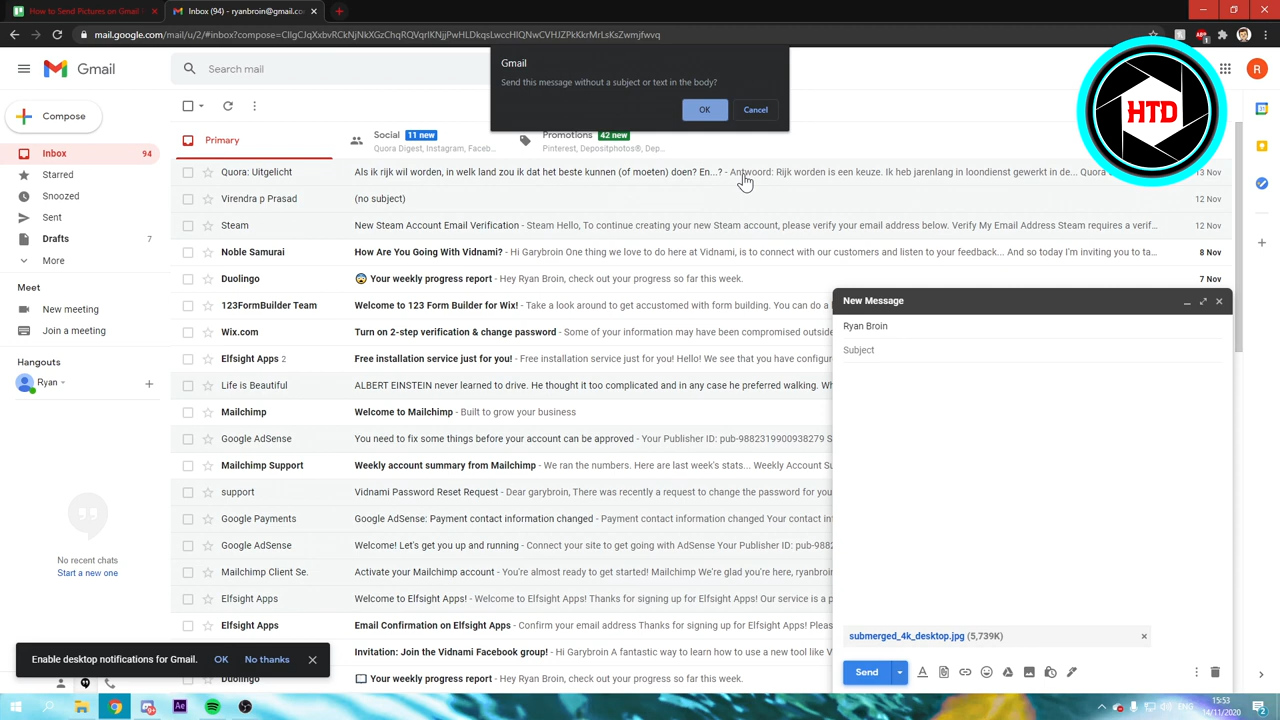 How to Send Pictures on Gmail
Inbox (94) - ryanbroin@gmail.co
mail.google.com/mail/u/2/#inbox?compose=CllgCJqXxbvRCkNjNkXGzChqRQVqrlKNjjPwHLDkqsLwccHlQNwCVHJZPkKkrMrLsKsZwmjfwvq
Gmail
Search mail
Gmail
Send this message without a subject or text in the body?
OK
Cancel
HTD
R
Compose
Primary
Social 11 new
Quora Digest, Instagram, Faceb...
Promotions 42 new
Pinterest, Depositphotos®, Dep...
Inbox 94
Starred
Snoozed
Sent
Drafts 7
More
Meet
New meeting
Join a meeting
Hangouts
Ryan
No recent chats
Start a new one
Quora: Uitgelicht Als ik rijk wil worden, in welk land zou ik dat het beste kunnen (of moeten) doen? En...? - Antwoord: Rijk worden is een keuze. Ik heb jarenlang in loondienst gewerkt in de... Quora 13 Nov
Virendra p Prasad (no subject) 12 Nov
Steam New Steam Account Email Verification - Steam Hello, To continue creating your new Steam account, please verify your email address below. Verify My Email Address Steam requires a verif... 12 Nov
Noble Samurai How Are You Going With Vidnami? - Hi Garybroin One thing we love to do here at Vidnami, is to connect with our customers and listen to your feedback... And so today I'm inviting you to ta... 8 Nov
Duolingo 😨 Your weekly progress report - Hey Ryan Broin, check out your progress so far this week. 7 Nov
123FormBuilder Team Welcome to 123 Form Builder for Wix! - Take a look around to get accustomed with form building. You can do a
Wix.com Turn on 2-step verification & change password - Some of your information may have been compromised outside
Elfsight Apps 2 Free installation service just for you! - Free installation service just for you! Hello! We see that you have configur
Life is Beautiful ALBERT EINSTEIN never learned to drive. He thought it too complicated and in any case he preferred walking. Wh
Mailchimp Welcome to Mailchimp - Built to grow your business
Google AdSense You need to fix some things before your account can be approved - Your Publisher ID: pub-9882319900938279 S
Mailchimp Support Weekly account summary from Mailchimp - We ran the numbers. Here are last week's stats... Weekly Account Su
support Vidnami Password Reset Request - Dear garybroin, There was recently a request to change the password for you
Google Payments Google AdSense: Payment contact information changed - Payment contact information changed Your contact in
Google AdSense Welcome! Let's get you up and running - Connect your site to get going with AdSense Your Publisher ID: pub-9882
Mailchimp Client Se. Activate your Mailchimp account - You're almost ready to get started! Mailchimp We're glad you're here, ryanbroin
Elfsight Apps Welcome to Elfsight Apps! - Welcome to Elfsight Apps! Thanks for signing up for Elfsight Apps! Our service is a p
Elfsight Apps Email Confirmation on Elfsight Apps - Email confirmation Email address Thanks for signing up for Elfsight Apps! Pleas
Invitation: Join the Vidnami Facebook group! - Hi Garybroin A fantastic way to learn how to use a new tool like V
Duolingo Your weekly progress report - Hey Ryan Broin, check out your progress so far this week.
New Message
Ryan Broin
Subject
submerged_4k_desktop.jpg (5,739K)
Send
Enable desktop notifications for Gmail. OK No thanks
Ae
ENG
15:53
14/11/2020
2